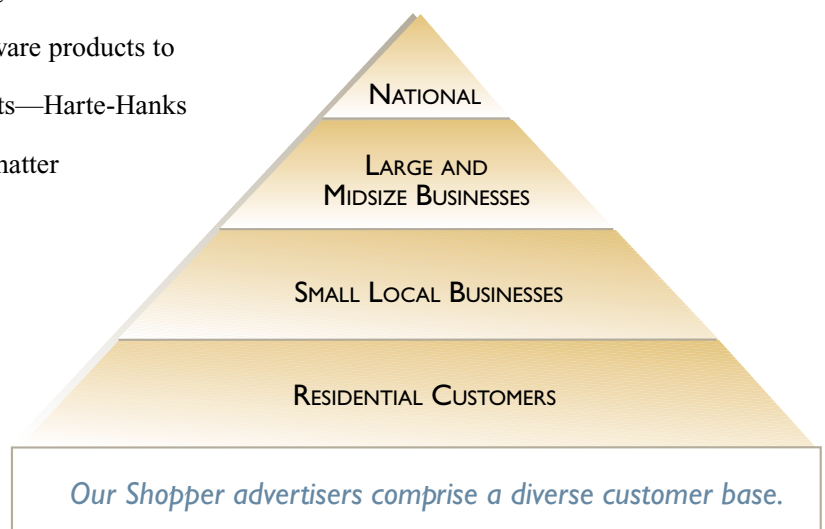 ware products to
ts—Harte-Hanks
matter
NATIONAL
LARGE AND
MIDSIZE BUSINESSES
SMALL LOCAL BUSINESSES
RESIDENTIAL CUSTOMERS
Our Shopper advertisers comprise a diverse customer base.